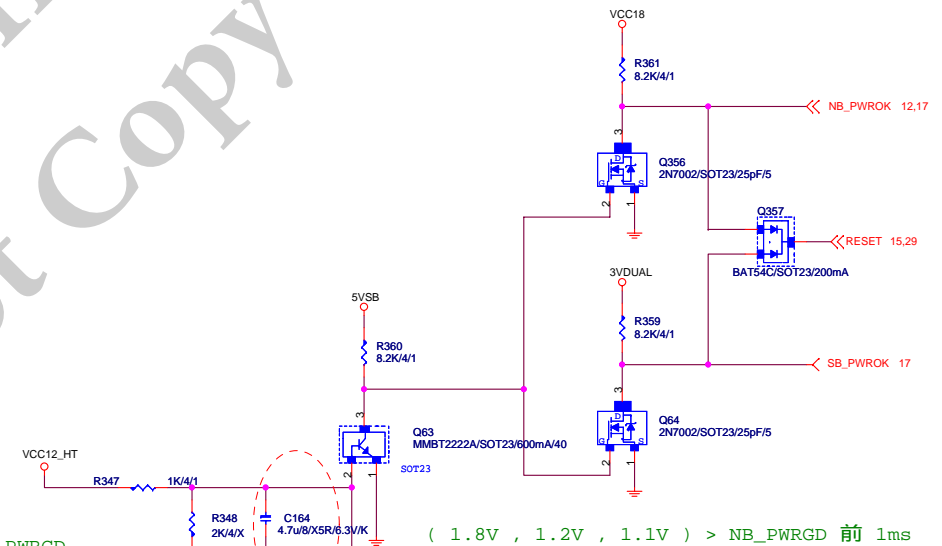 Copy
VCC18
R361
8.2K/4/1
NB_PWROK 12,17
3
D
G
S
Q356
2N7002/SOT23/25pF/5
2
1
Q357
RESET 15,29
BAT54C/SOT23/200mA
3VDUAL
5VSB
R359
8.2K/4/1
R360
8.2K/4/1
SB_PWROK 17
3
D
G
S
Q64
2N7002/SOT23/25pF/5
2
1
3
Q63
MMBT2222A/SOT23/600mA/40
SOT23
2
1
VCC12_HT
R347 1K/4/1
R348
2K/4/X
C164
4.7u/8/X5R/6.3V/K
( 1.8V , 1.2V , 1.1V ) > NB_PWRGD 前 1ms